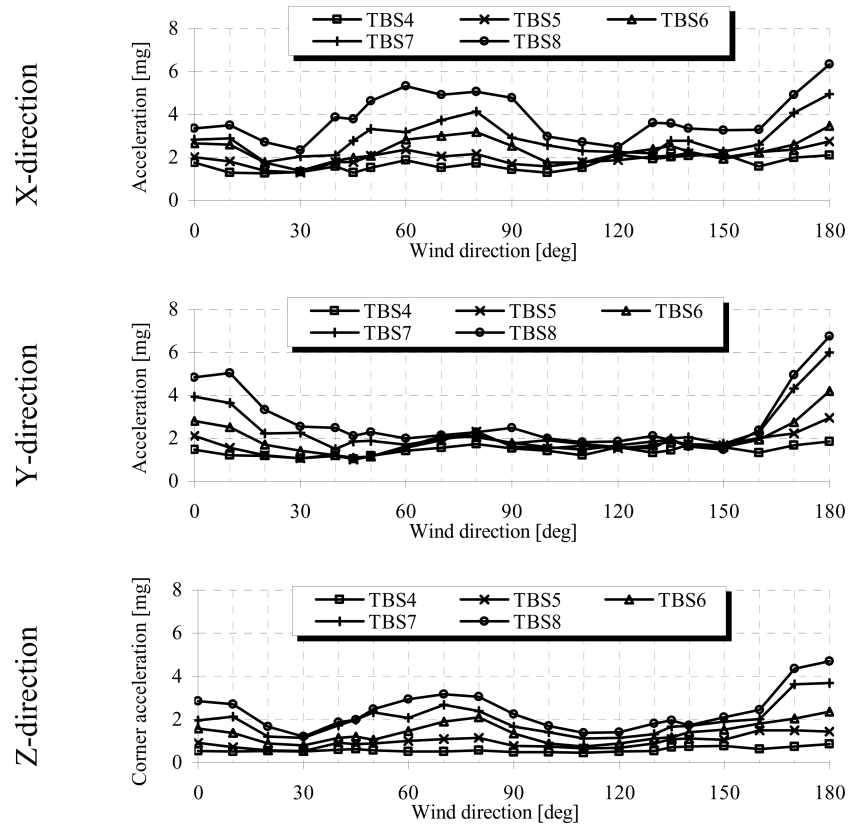 TBS4 TBS5 TBS6
TBS7 TBS8
X-direction
Acceleration [mg]
8
6
4
2
0
0 30 60 90 120 150 180
Wind direction [deg]
TBS4 TBS5 TBS6
TBS7 TBS8
Y-direction
Acceleration [mg]
8
6
4
2
0
0 30 60 90 120 150 180
Wind direction [deg]
TBS4 TBS5 TBS6
TBS7 TBS8
Z-direction
Corner acceleration [mg]
8
6
4
2
0
0 30 60 90 120 150 180
Wind direction [deg]